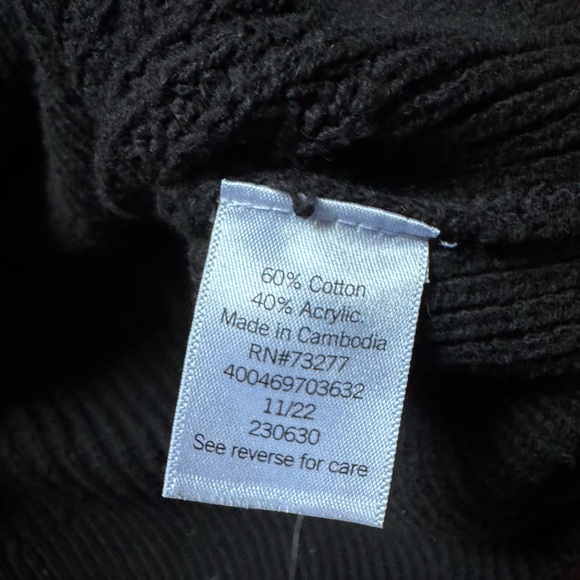 60% Cotton
40% Acrylic.
Made in Cambodia
RN#73277
400469703632
11/22
230630
See reverse for care